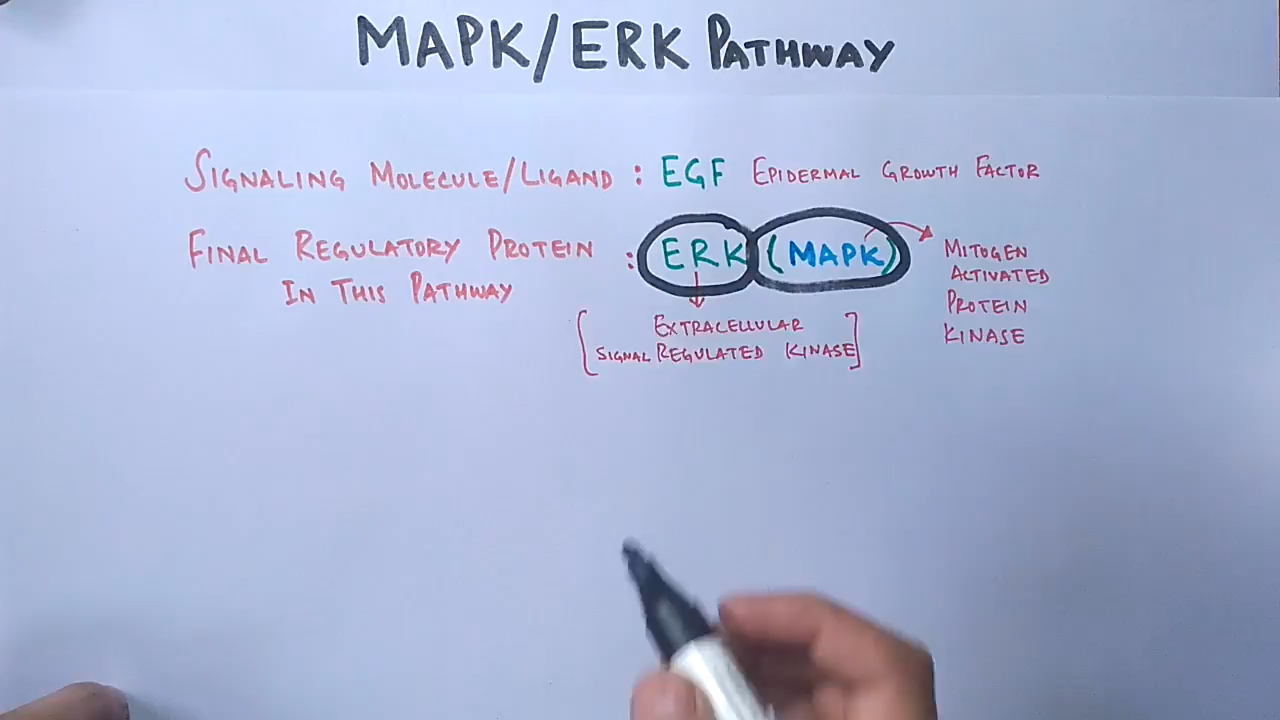 MAPK/ERK PATHWAY
SIGNALING MOLECULE/LIGAND : EGF EPIDERMAL GROWTH FACTOR
FINAL REGULATORY PROTEIN : ERK (MAPK)
IN THIS PATHWAY
MITOGEN
ACTIVATED
PROTEIN
KINASE
[EXTRACELLULAR
SIGNAL REGULATED KINASE]